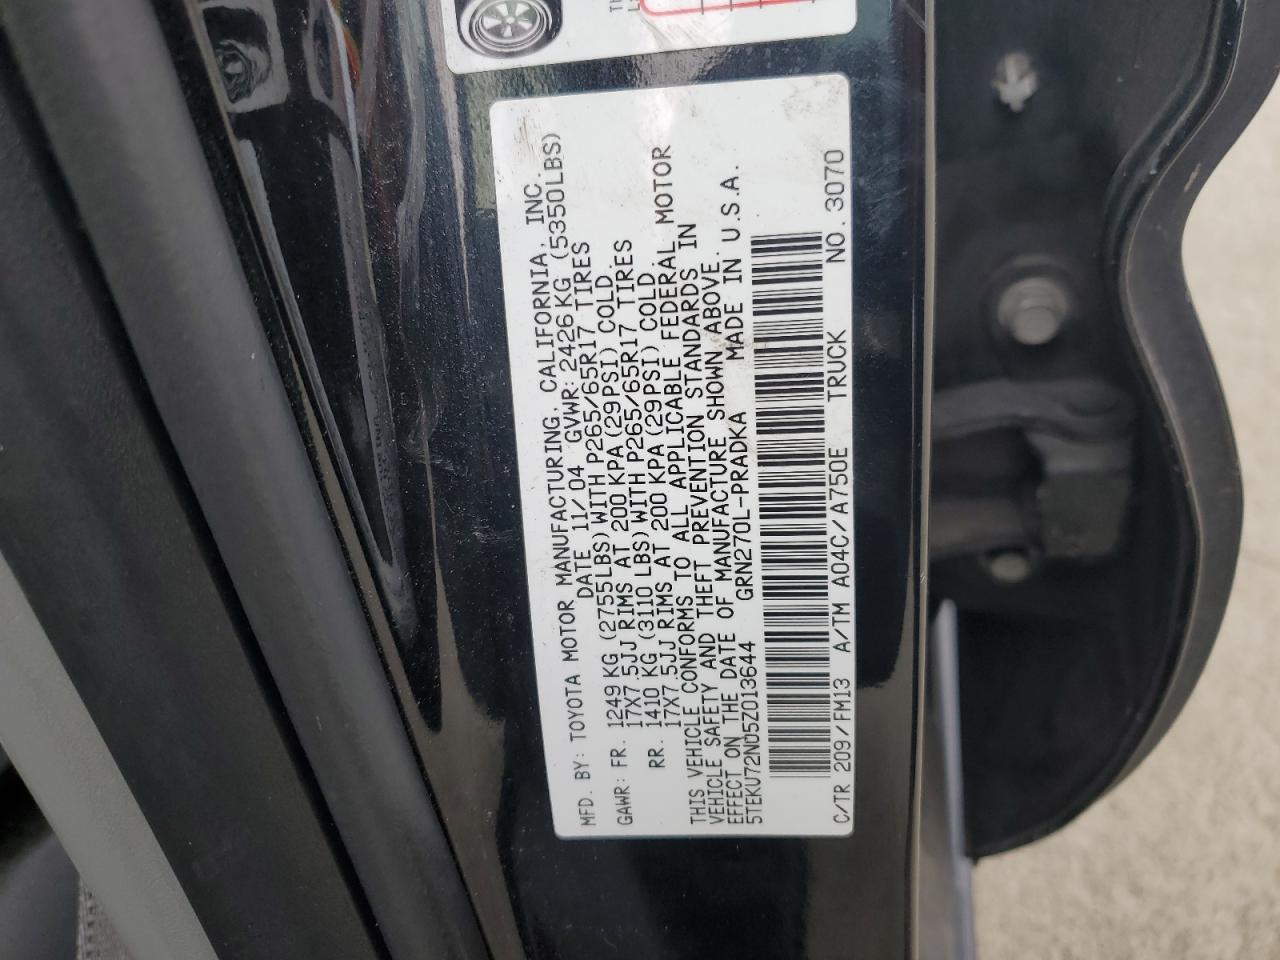 MFD. BY: TOYOTA MOTOR MANUFACTURING, CALIFORNIA, INC.
DATE 11/04 GVWR: 2426KG (5350LBS)
GAWR: FR. 1249KG (2755LBS) WITH P265/65R17 TIRES
17X7.5JJ RIMS AT 200 KPA (29PSI) COLD.
RR. 1410 KG (3110 LBS) WITH P265/65R17 TIRES
17X7.5JJ RIMS AT 200 KPA (29PSI) COLD.
THIS VEHICLE CONFORMS TO ALL APPLICABLE FEDERAL MOTOR
VEHICLE SAFETY AND THEFT PREVENTION STANDARDS IN
EFFECT ON THE DATE OF MANUFACTURE SHOWN ABOVE.
5TEKU72N05Z013644 GRN270L-PRADKA MADE IN U.S.A.
C/TR 209/FM13 A/TM A04C/A750E TRUCK NO. 3070